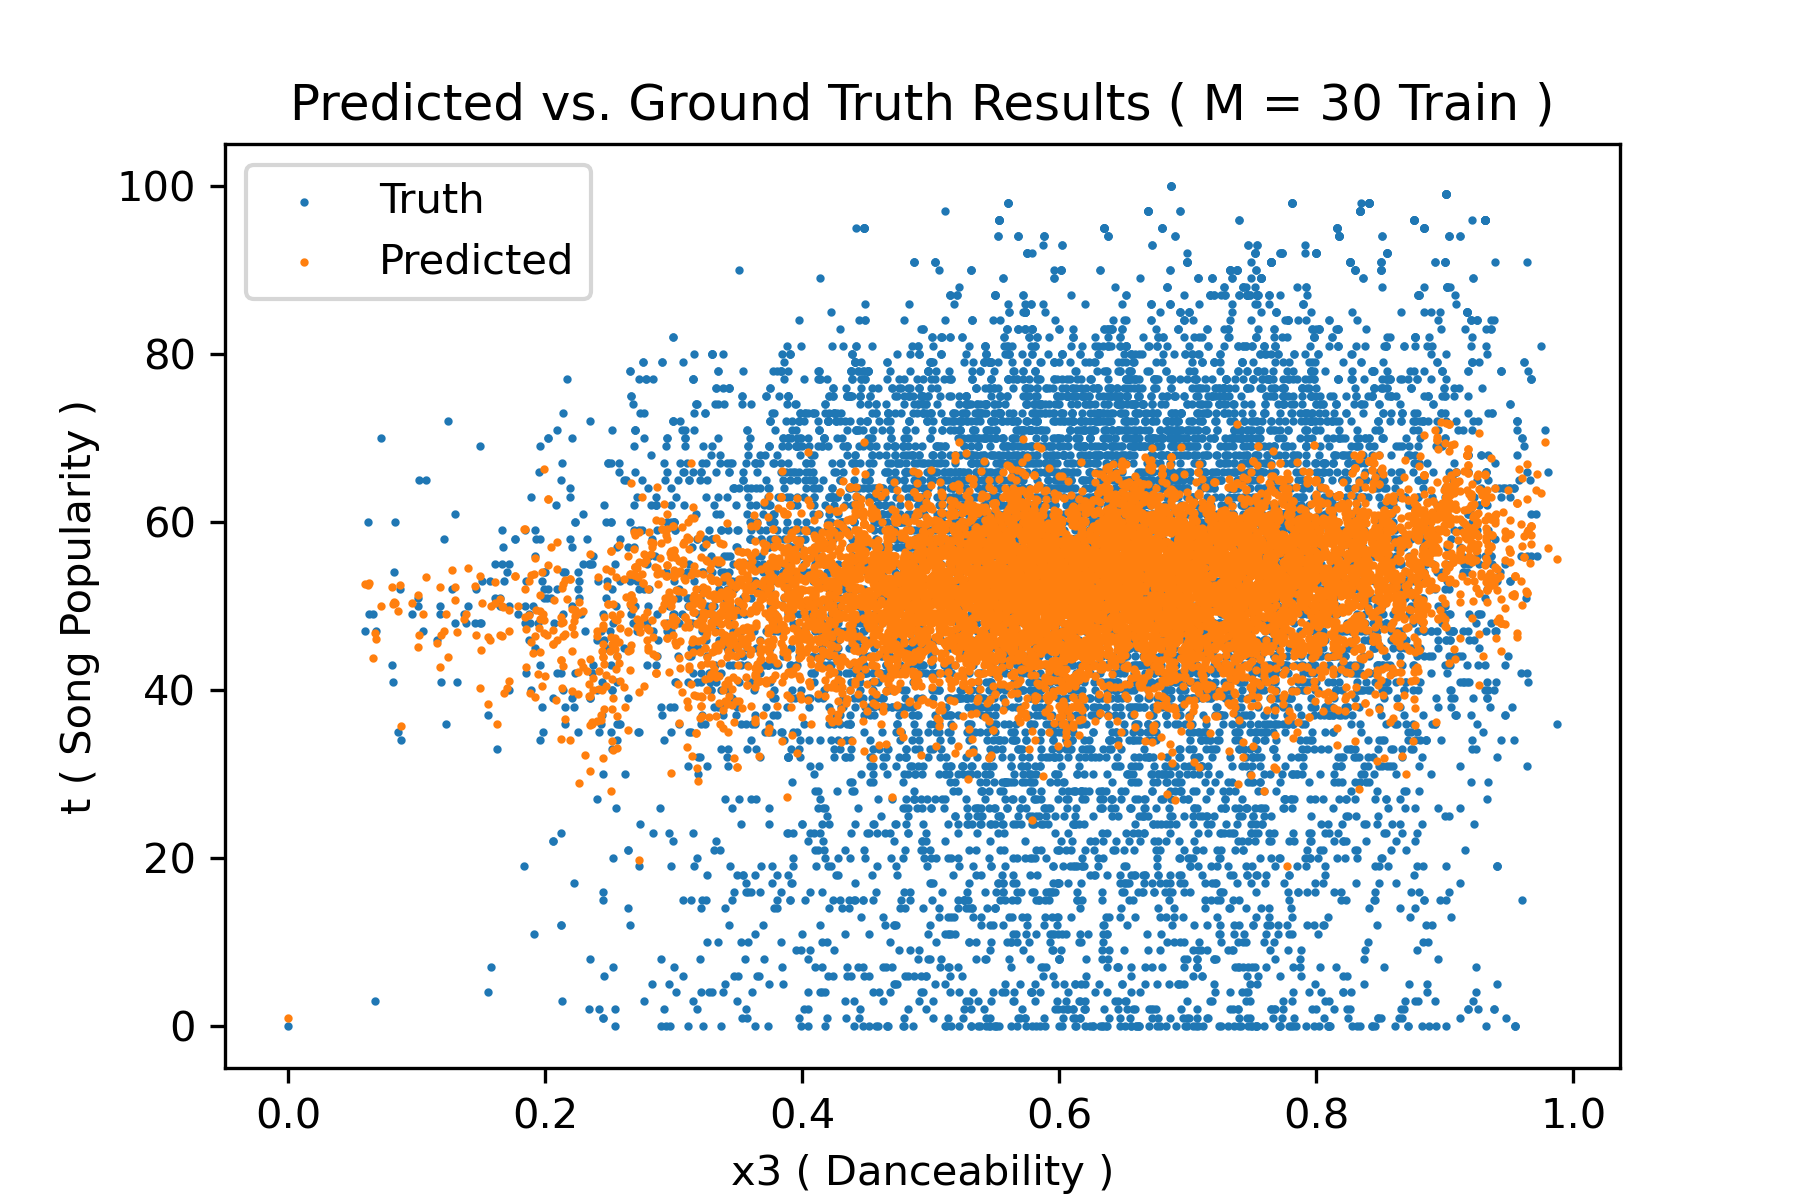 Predicted vs. Ground Truth Results ( M = 30 Train )
Truth
Predicted
100
80
60
40
20
0
t ( Song Popularity )
0.0 0.2 0.4 0.6 0.8 1.0
x3 ( Danceability )